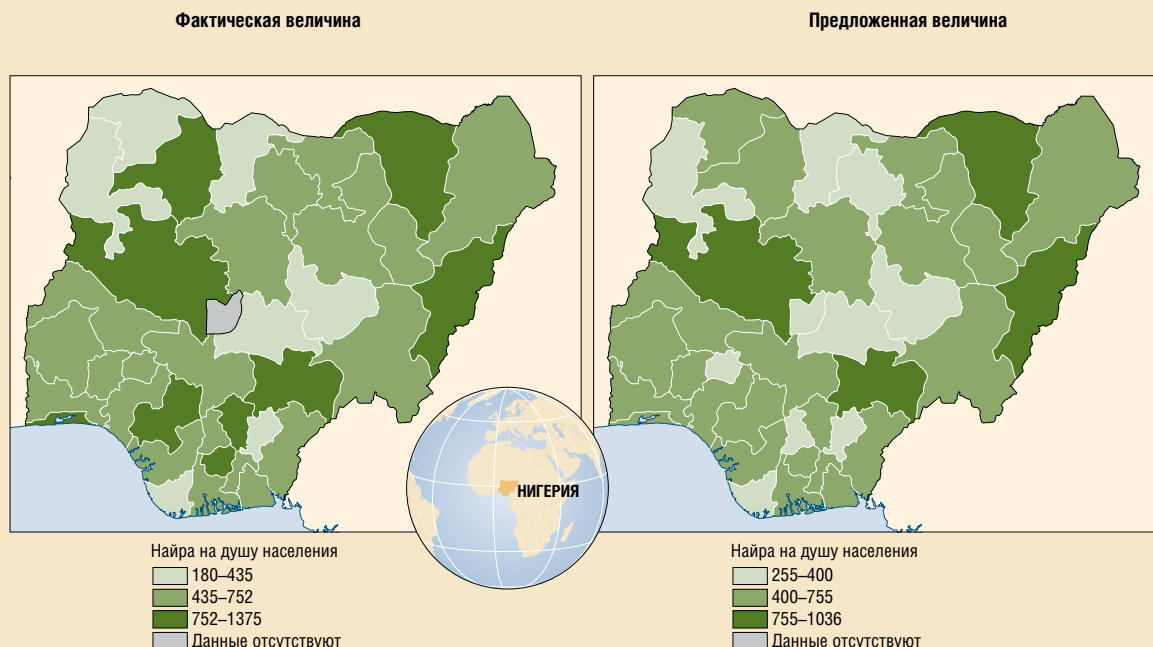 Фактическая величина
Предложенная величина
НИГЕРИЯ
Найра на душу населения
180–435
435–752
752–1375
Данные отсутствуют
Найра на душу населения
255–400
400–755
755–1036
Данные отсутствуют